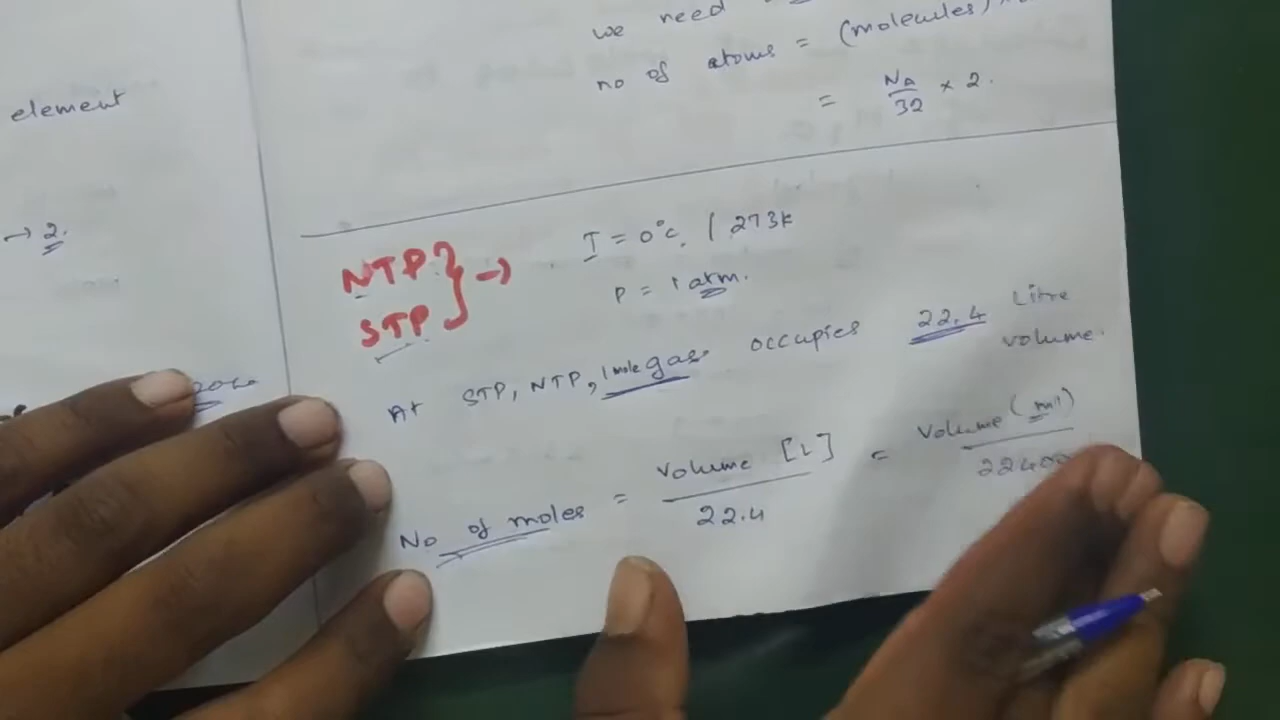 we need
no of atoms = (molecules)
= NA/32 × 2.
element
→ 2.
NTP } →
STP
T = 0°C / 273K
P = 1 atm.
At STP, NTP, 1 mole gas occupies 22.4 Litre
volume.
No of moles = Volume [L] / 22.4 = Volume (ml) / 22400